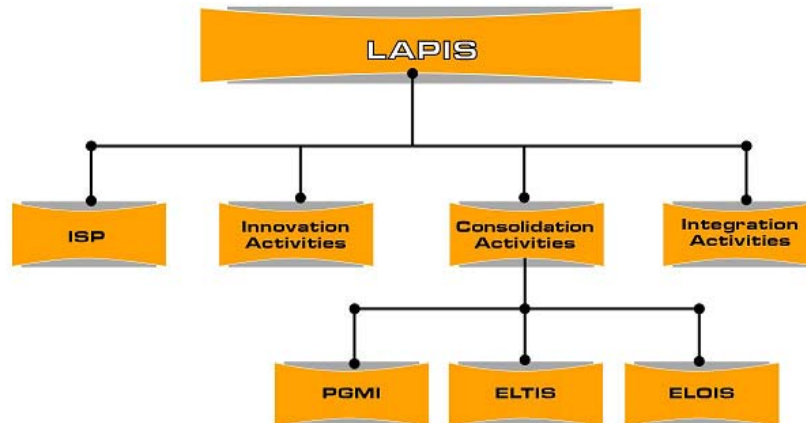 LAPIS
ISP
Innovation
Activities
Consolidation
Activities
Integration
Activities
PGMI
ELTIS
ELOIS